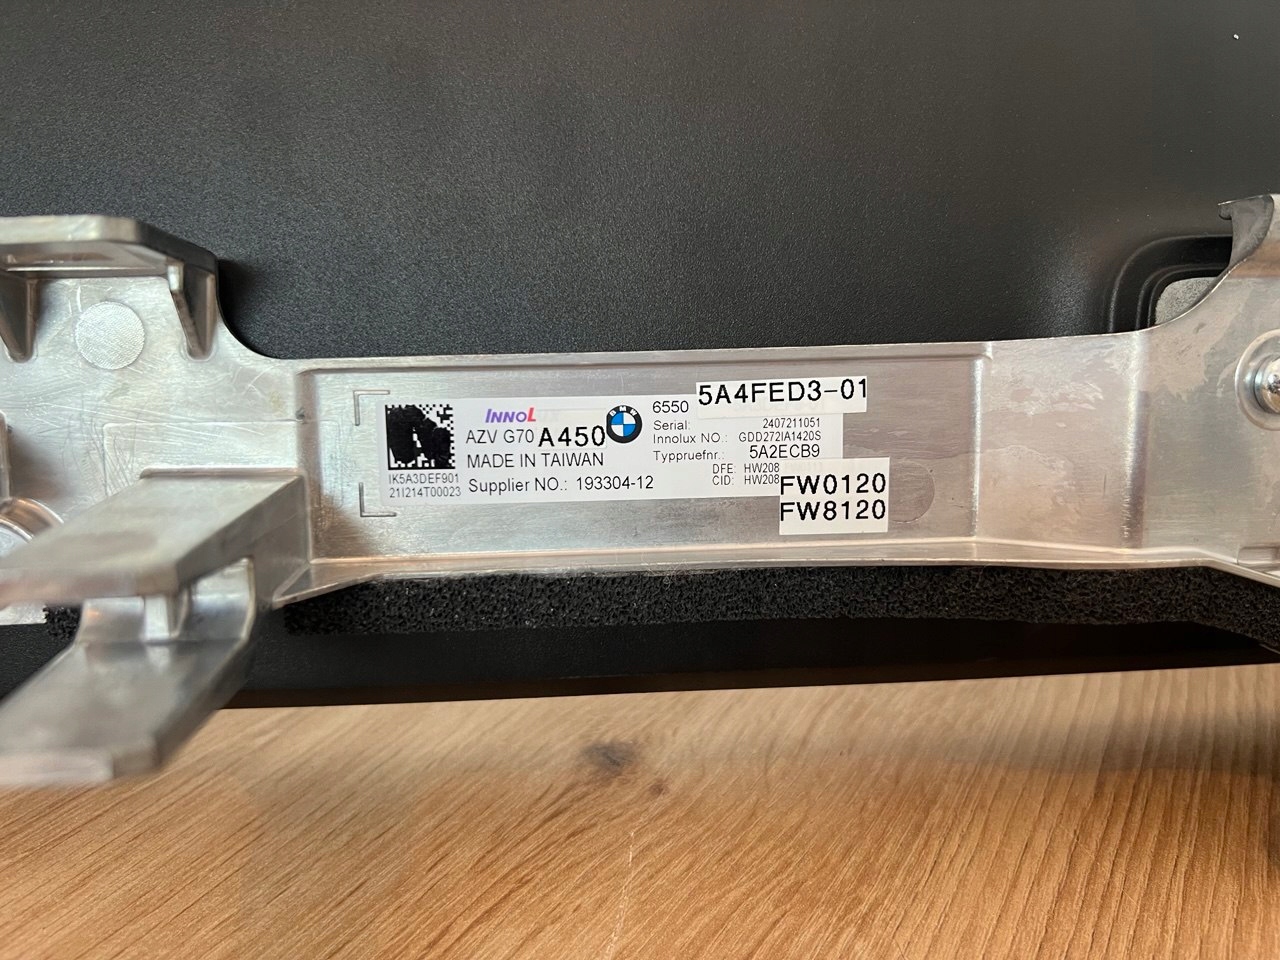 INNOL
AZV G70 A450
MADE IN TAIWAN
Supplier NO.: 193304-12
IK5A3DEF901
21I214T00023
BMW
6550 5A4FED3-01
Serial: 2407211051
Innolux NO.: GDD272IA1420S
Typpruefnr.: 5A2ECB9
DFE: HW208
CID: HW208
FW0120
FW8120